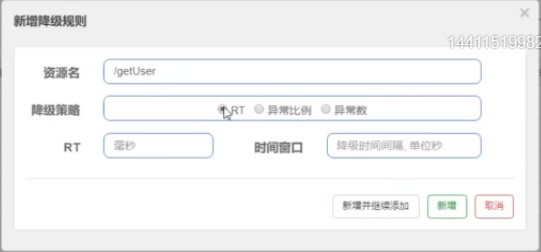 新增降级规则
×
14411519982
资源名 /getUser
降级策略 RT 异常比例 异常数
RT 毫秒 时间窗口 降级时间间隔, 单位秒
新增并继续添加 新增 取消